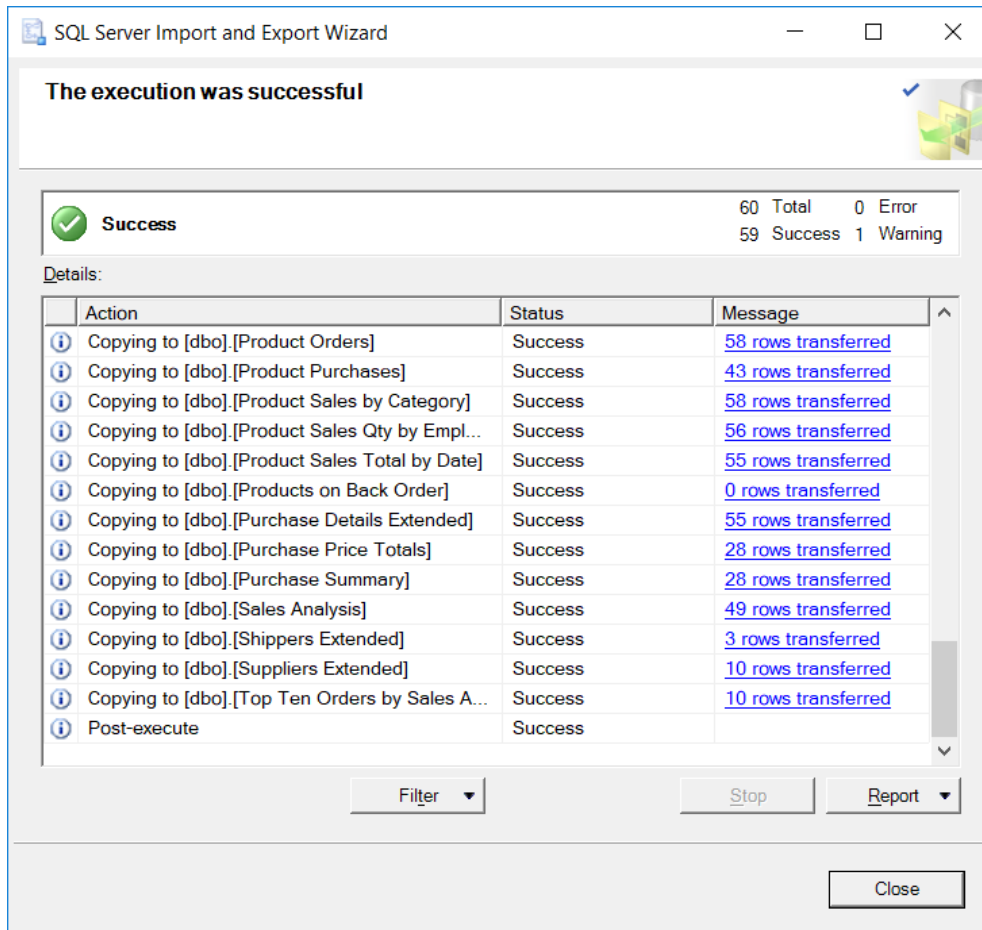 SQL Server Import and Export Wizard
The execution was successful
Success
60 Total 0 Error
59 Success 1 Warning
Details:
Action Status Message
Copying to [dbo].[Product Orders] Success 58 rows transferred
Copying to [dbo].[Product Purchases] Success 43 rows transferred
Copying to [dbo].[Product Sales by Category] Success 58 rows transferred
Copying to [dbo].[Product Sales Qty by Empl... Success 56 rows transferred
Copying to [dbo].[Product Sales Total by Date] Success 55 rows transferred
Copying to [dbo].[Products on Back Order] Success 0 rows transferred
Copying to [dbo].[Purchase Details Extended] Success 55 rows transferred
Copying to [dbo].[Purchase Price Totals] Success 28 rows transferred
Copying to [dbo].[Purchase Summary] Success 28 rows transferred
Copying to [dbo].[Sales Analysis] Success 49 rows transferred
Copying to [dbo].[Shippers Extended] Success 3 rows transferred
Copying to [dbo].[Suppliers Extended] Success 10 rows transferred
Copying to [dbo].[Top Ten Orders by Sales A... Success 10 rows transferred
Post-execute Success
Filter Stop Report
Close